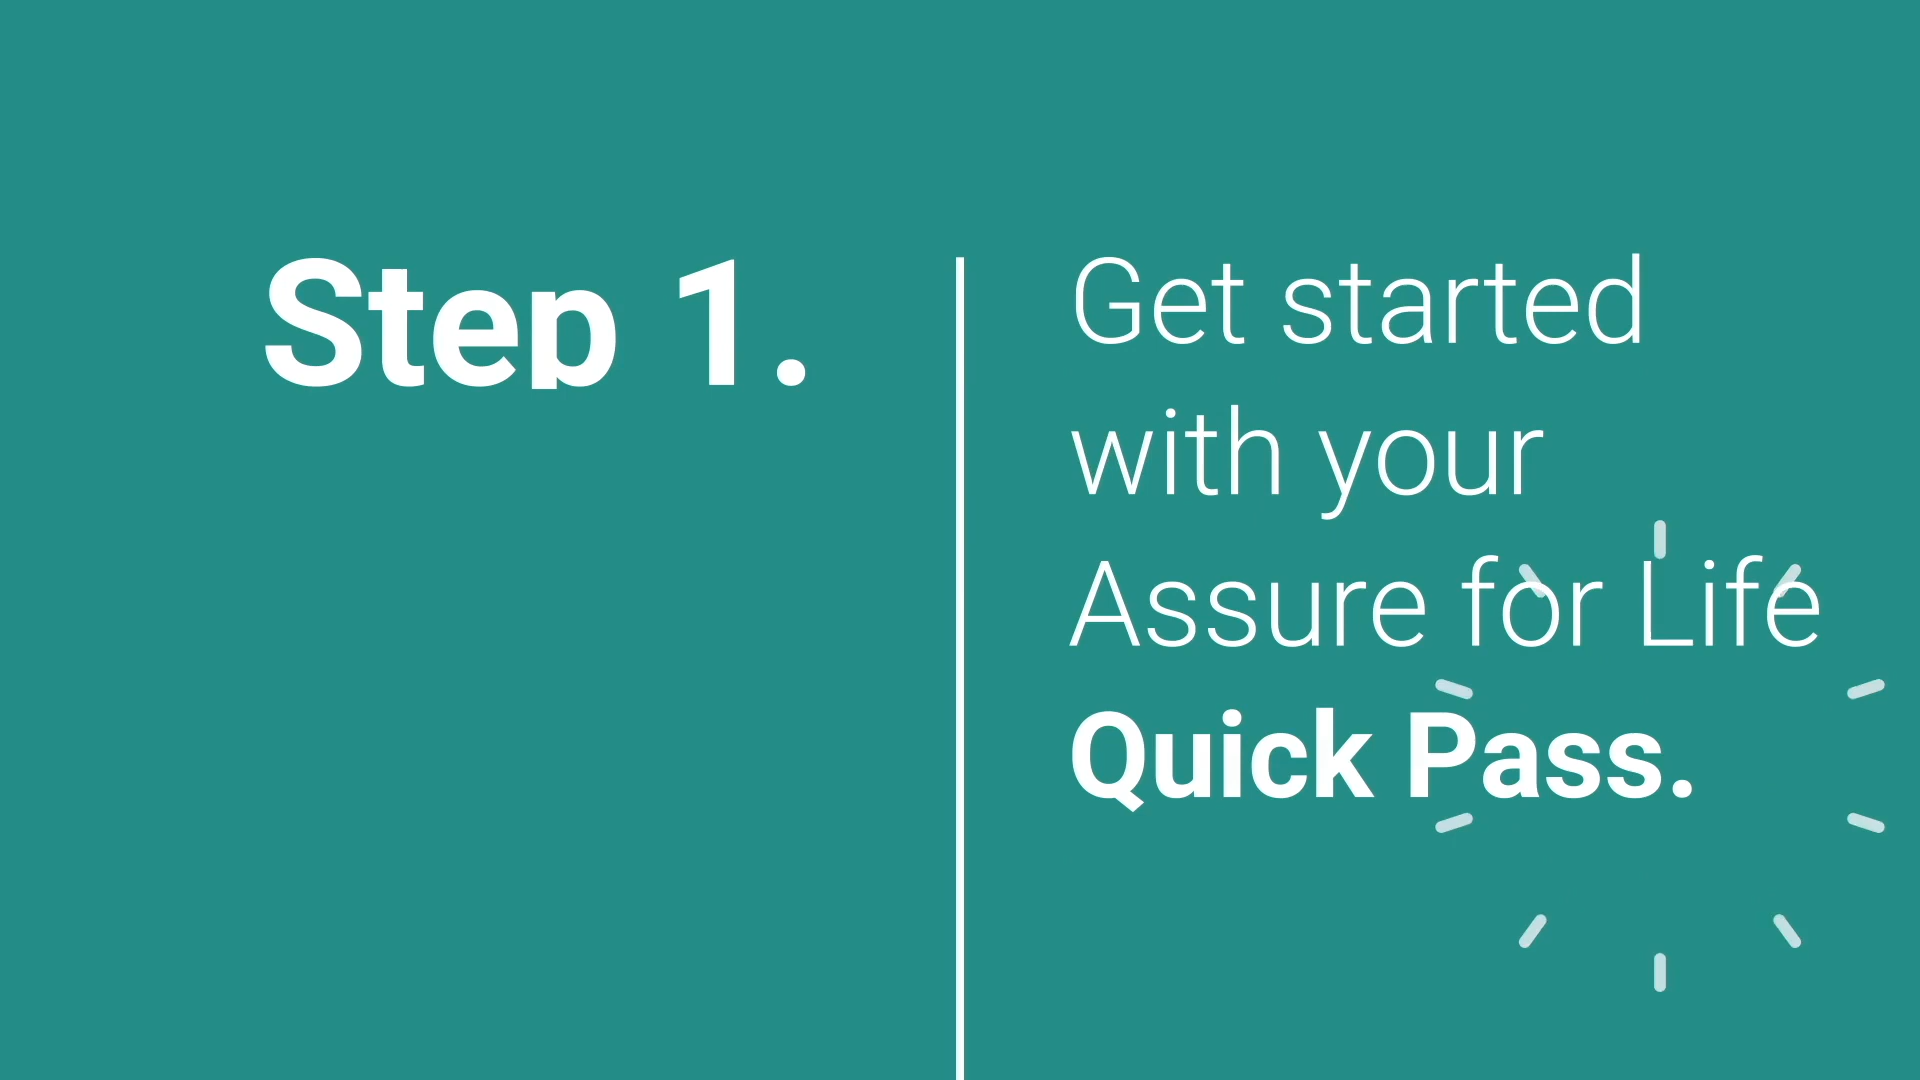 Step 1.
Get started
with your
Assure for Life
Quick Pass.